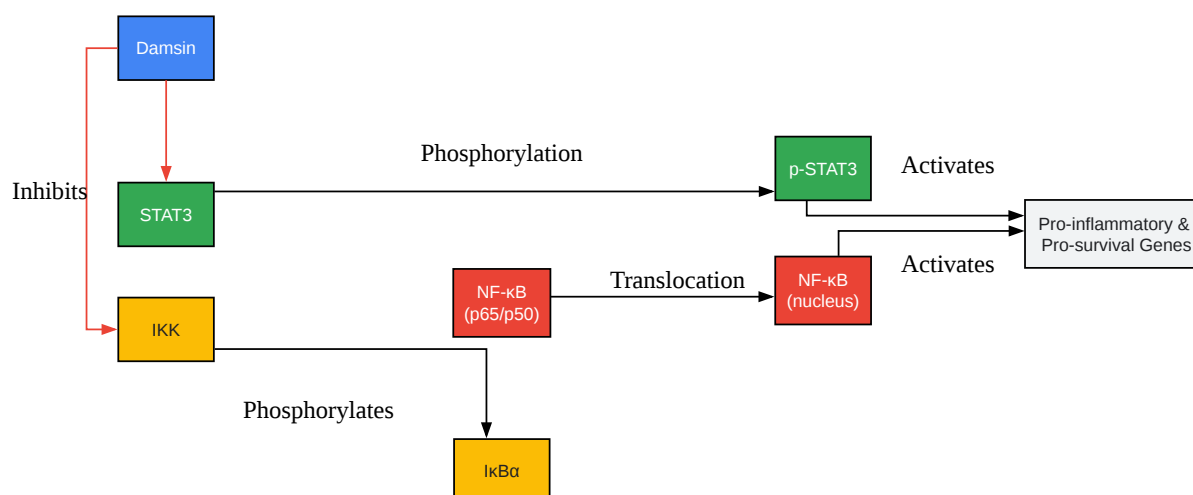 Damsin
Phosphorylation
p-STAT3
Activates
Inhibits
STAT3
Pro-inflammatory &
Pro-survival Genes
NF-κB
(p65/p50)
Translocation
NF-κB
(nucleus)
Activates
IKK
Phosphorylates
IκBα